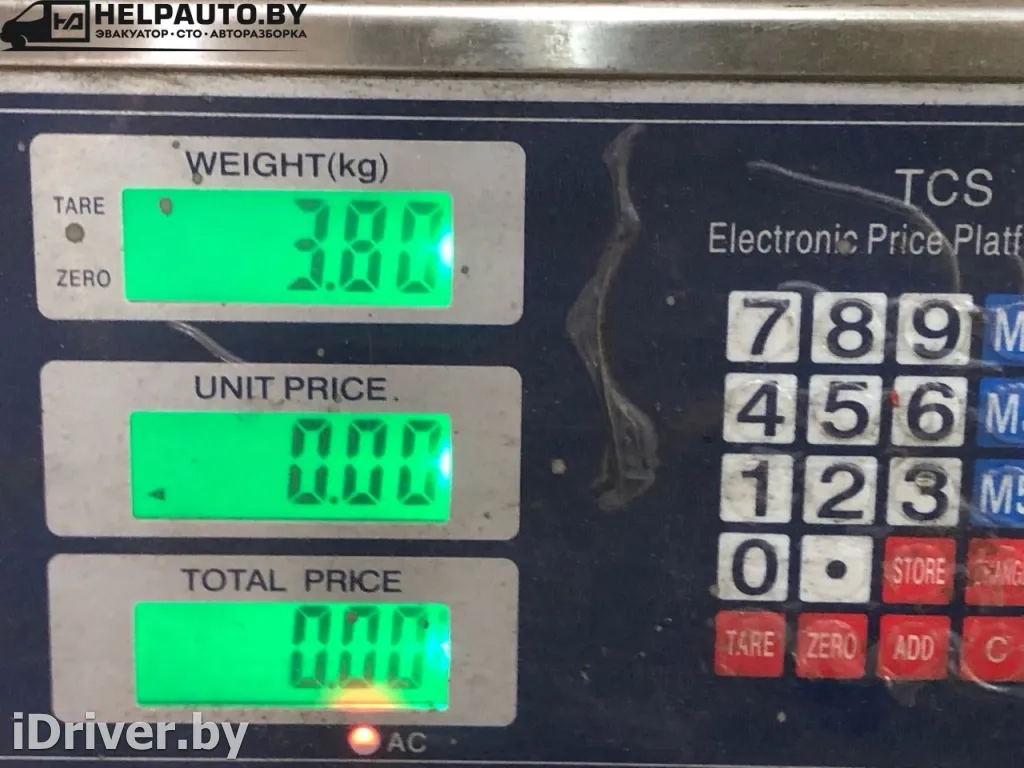 HELPAUTO.BY
ЭВАКУАТОР · СТО · АВТОРАЗБОРКА
WEIGHT(kg)
TARE
ZERO
3.80
UNIT PRICE
0.00
TOTAL PRICE
0.00
AC
TCS
Electronic Price
7 8 9
4 5 6
1 2 3 M5
0 . STORE
TARE ZERO ADD C
iDriver.by